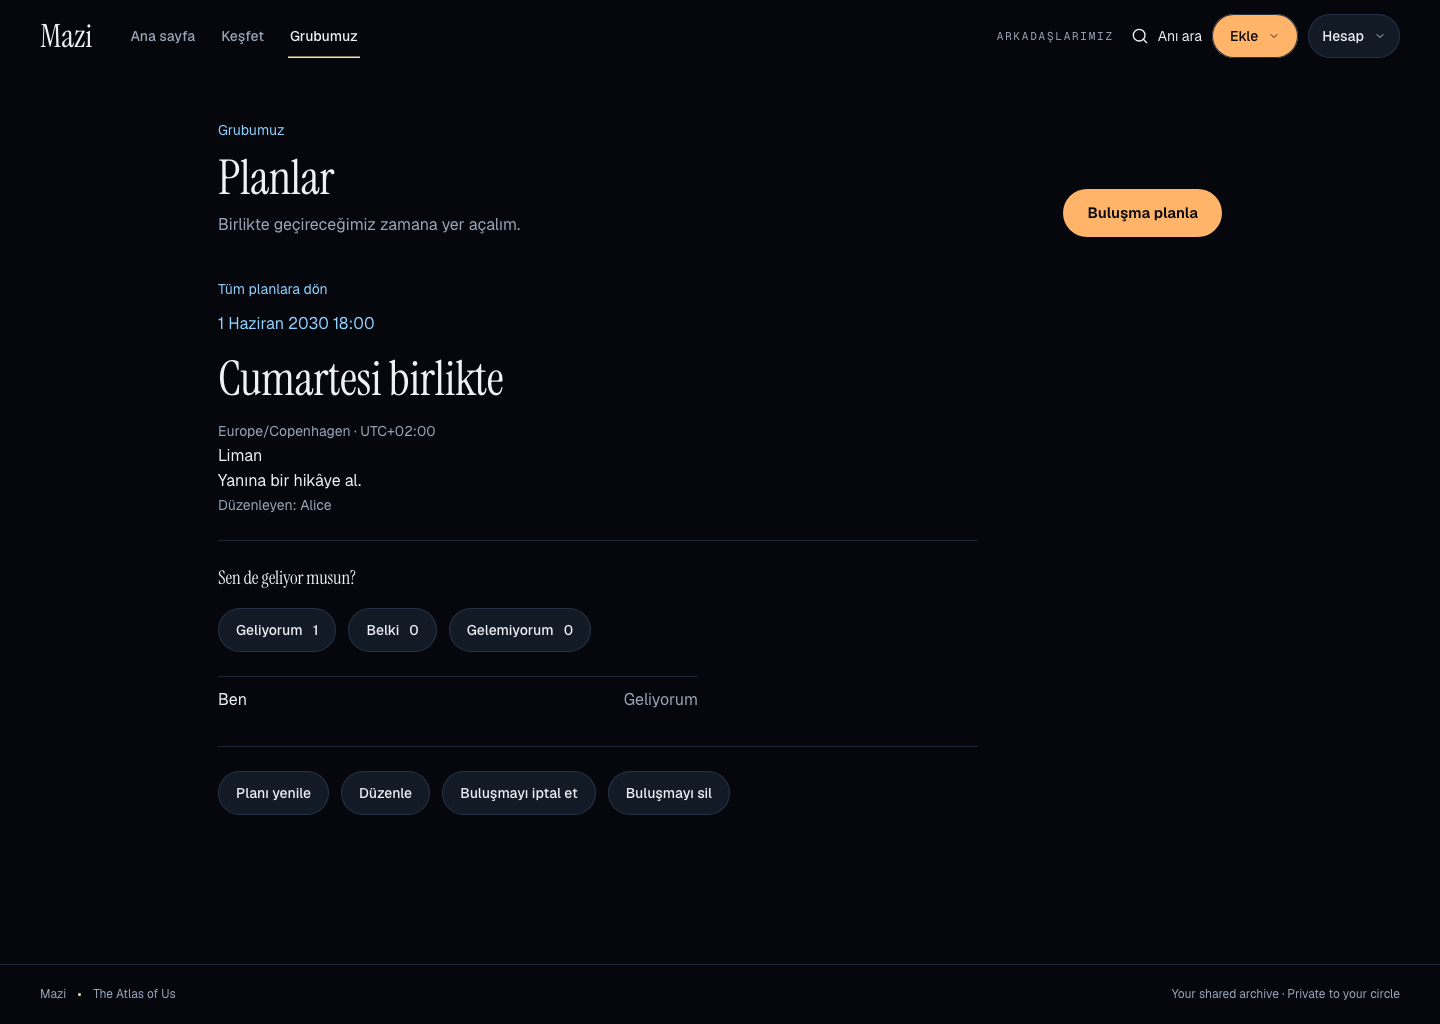 Mazi
Ana sayfa
Keşfet
Grubumuz
ARKADAŞLARIMIZ
Anı ara
Ekle
Hesap
Grubumuz
Planlar
Birlikte geçireceğimiz zamana yer açalım.
Buluşma planla
Tüm planlara dön
1 Haziran 2030 18:00
Cumartesi birlikte
Europe/Copenhagen · UTC+02:00
Liman
Yanına bir hikâye al.
Düzenleyen: Alice
Sen de geliyor musun?
Geliyorum 1
Belki 0
Gelemiyorum 0
Ben
Geliyorum
Planı yenile
Düzenle
Buluşmayı iptal et
Buluşmayı sil
Mazi • The Atlas of Us
Your shared archive · Private to your circle